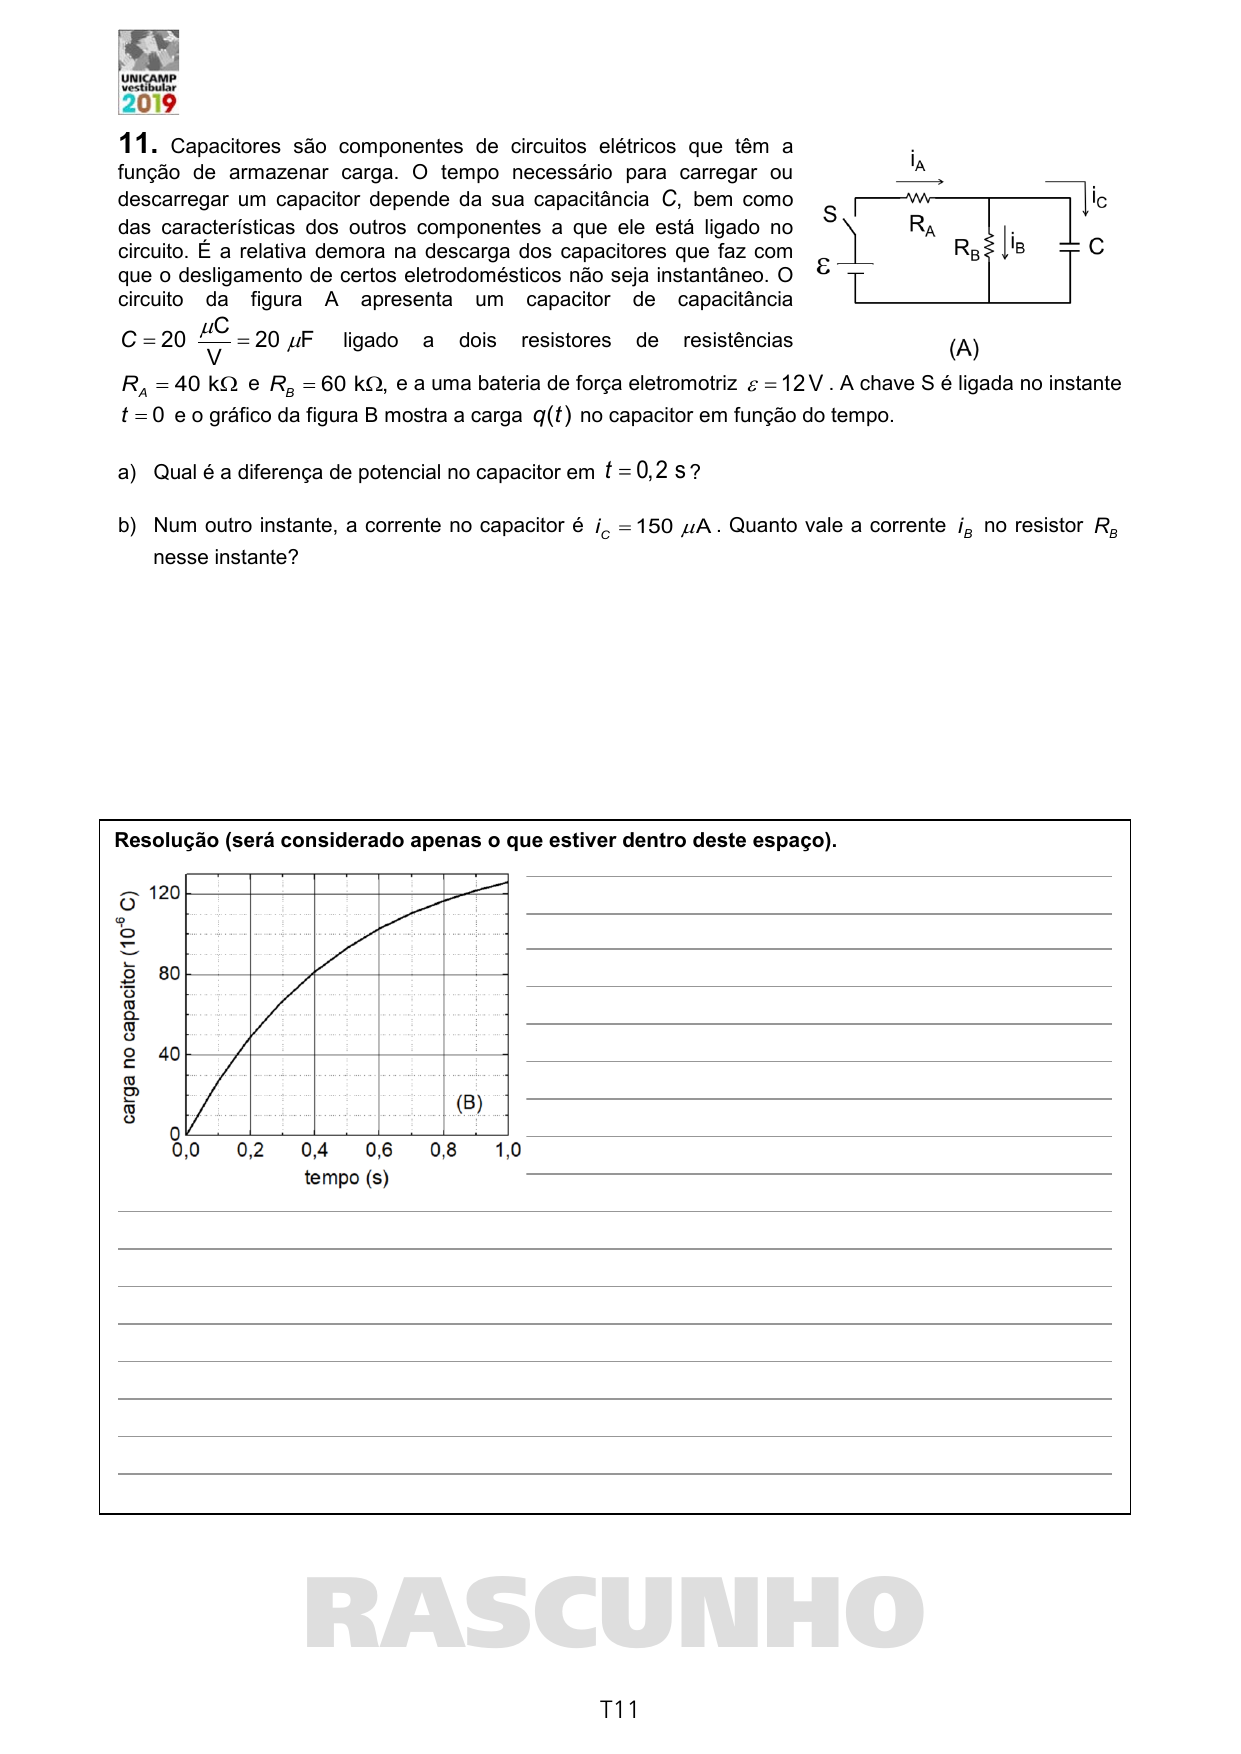 UNICAMP
vestibular
2019
11. Capacitores são componentes de circuitos elétricos que têm a
função de armazenar carga. O tempo necessário para carregar ou
descarregar um capacitor depende da sua capacitância C, bem como
das características dos outros componentes a que ele está ligado no
circuito. É a relativa demora na descarga dos capacitores que faz com
que o desligamento de certos eletrodomésticos não seja instantâneo. O
circuito da figura A apresenta um capacitor de capacitância
C = 20 μC/V = 20 μF ligado a dois resistores de resistências
R_A = 40 kΩ e R_B = 60 kΩ, e a uma bateria de força eletromotriz ε = 12 V . A chave S é ligada no instante
t = 0 e o gráfico da figura B mostra a carga q(t) no capacitor em função do tempo.
i_A
i_C
S
R_A
R_B
i_B
C
ε
(A)
a) Qual é a diferença de potencial no capacitor em t = 0,2 s ?
b) Num outro instante, a corrente no capacitor é i_C = 150 μA . Quanto vale a corrente i_B no resistor R_B
nesse instante?
Resolução (será considerado apenas o que estiver dentro deste espaço).
carga no capacitor (10⁻⁶ C)
120
80
40
0
(B)
0,0 0,2 0,4 0,6 0,8 1,0
tempo (s)
RASCUNHO
T11